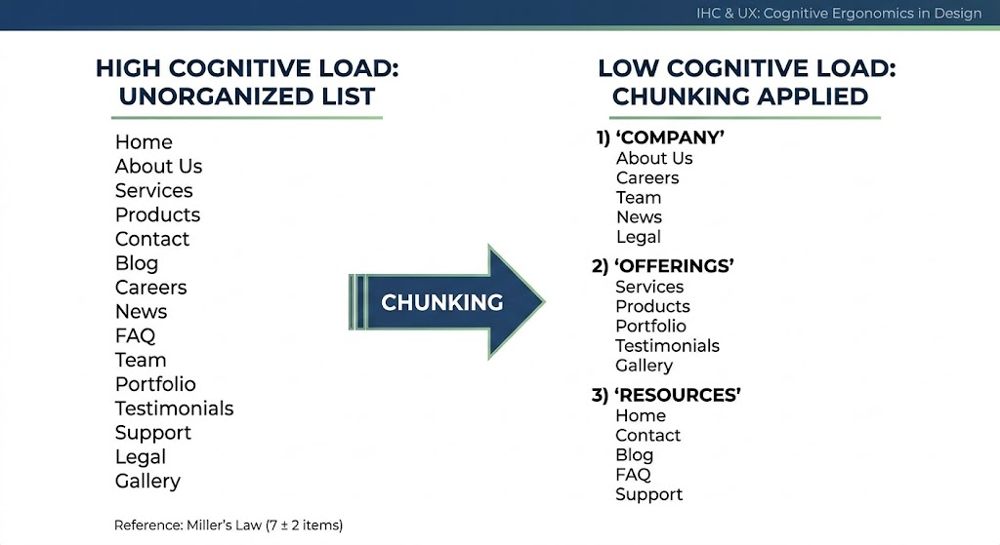 IHC & UX: Cognitive Ergonomics in Design
HIGH COGNITIVE LOAD:
UNORGANIZED LIST
Home
About Us
Services
Products
Contact
Blog
Careers
News
FAQ
Team
Portfolio
Testimonials
Support
Legal
Gallery
Reference: Miller’s Law (7 ± 2 items)
CHUNKING
LOW COGNITIVE LOAD:
CHUNKING APPLIED
1) ‘COMPANY’
About Us
Careers
Team
News
Legal
2) ‘OFFERINGS’
Services
Products
Portfolio
Testimonials
Gallery
3) ‘RESOURCES’
Home
Contact
Blog
FAQ
Support